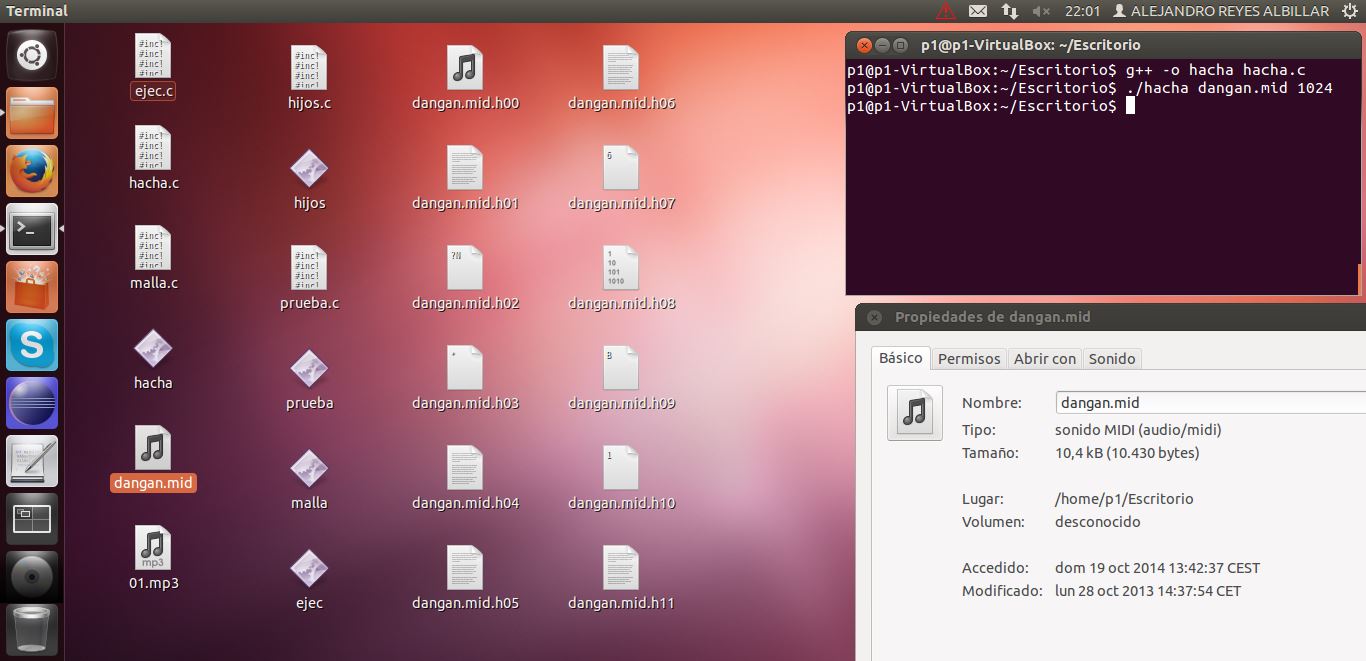 Terminal
22:01 ALEJANDRO REYES ALBILLAR
ejec.c
hacha.c
malla.c
hacha
dangan.mid
mp3
01.mp3
hijos.c
hijos
prueba.c
prueba
malla
ejec
dangan.mid.h00
dangan.mid.h01
dangan.mid.h02
dangan.mid.h03
dangan.mid.h04
dangan.mid.h05
dangan.mid.h06
dangan.mid.h07
dangan.mid.h08
dangan.mid.h09
dangan.mid.h10
dangan.mid.h11
p1@p1-VirtualBox: ~/Escritorio
p1@p1-VirtualBox:~/Escritorio$ g++ -o hacha hacha.c
p1@p1-VirtualBox:~/Escritorio$ ./hacha dangan.mid 1024
p1@p1-VirtualBox:~/Escritorio$
Propiedades de dangan.mid
Básico Permisos Abrir con Sonido
Nombre: dangan.mid
Tipo: sonido MIDI (audio/midi)
Tamaño: 10,4 kB (10.430 bytes)
Lugar: /home/p1/Escritorio
Volumen: desconocido
Accedido: dom 19 oct 2014 13:42:37 CEST
Modificado: lun 28 oct 2013 14:37:54 CET